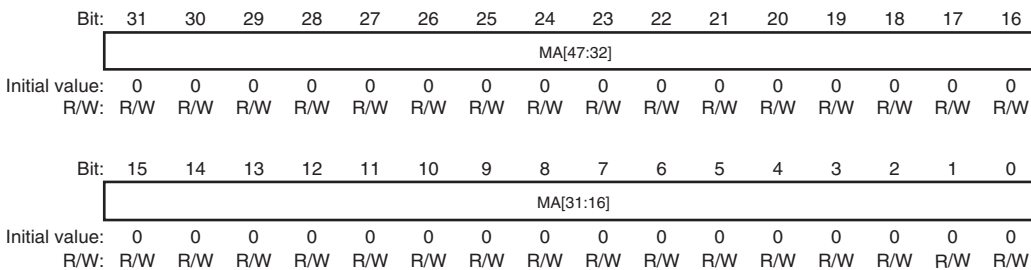 Bit: 31 30 29 28 27 26 25 24 23 22 21 20 19 18 17 16
MA[47:32]
Initial value: 0 0 0 0 0 0 0 0 0 0 0 0 0 0 0 0
R/W: R/W R/W R/W R/W R/W R/W R/W R/W R/W R/W R/W R/W R/W R/W R/W R/W
Bit: 15 14 13 12 11 10 9 8 7 6 5 4 3 2 1 0
MA[31:16]
Initial value: 0 0 0 0 0 0 0 0 0 0 0 0 0 0 0 0
R/W: R/W R/W R/W R/W R/W R/W R/W R/W R/W R/W R/W R/W R/W R/W R/W R/W